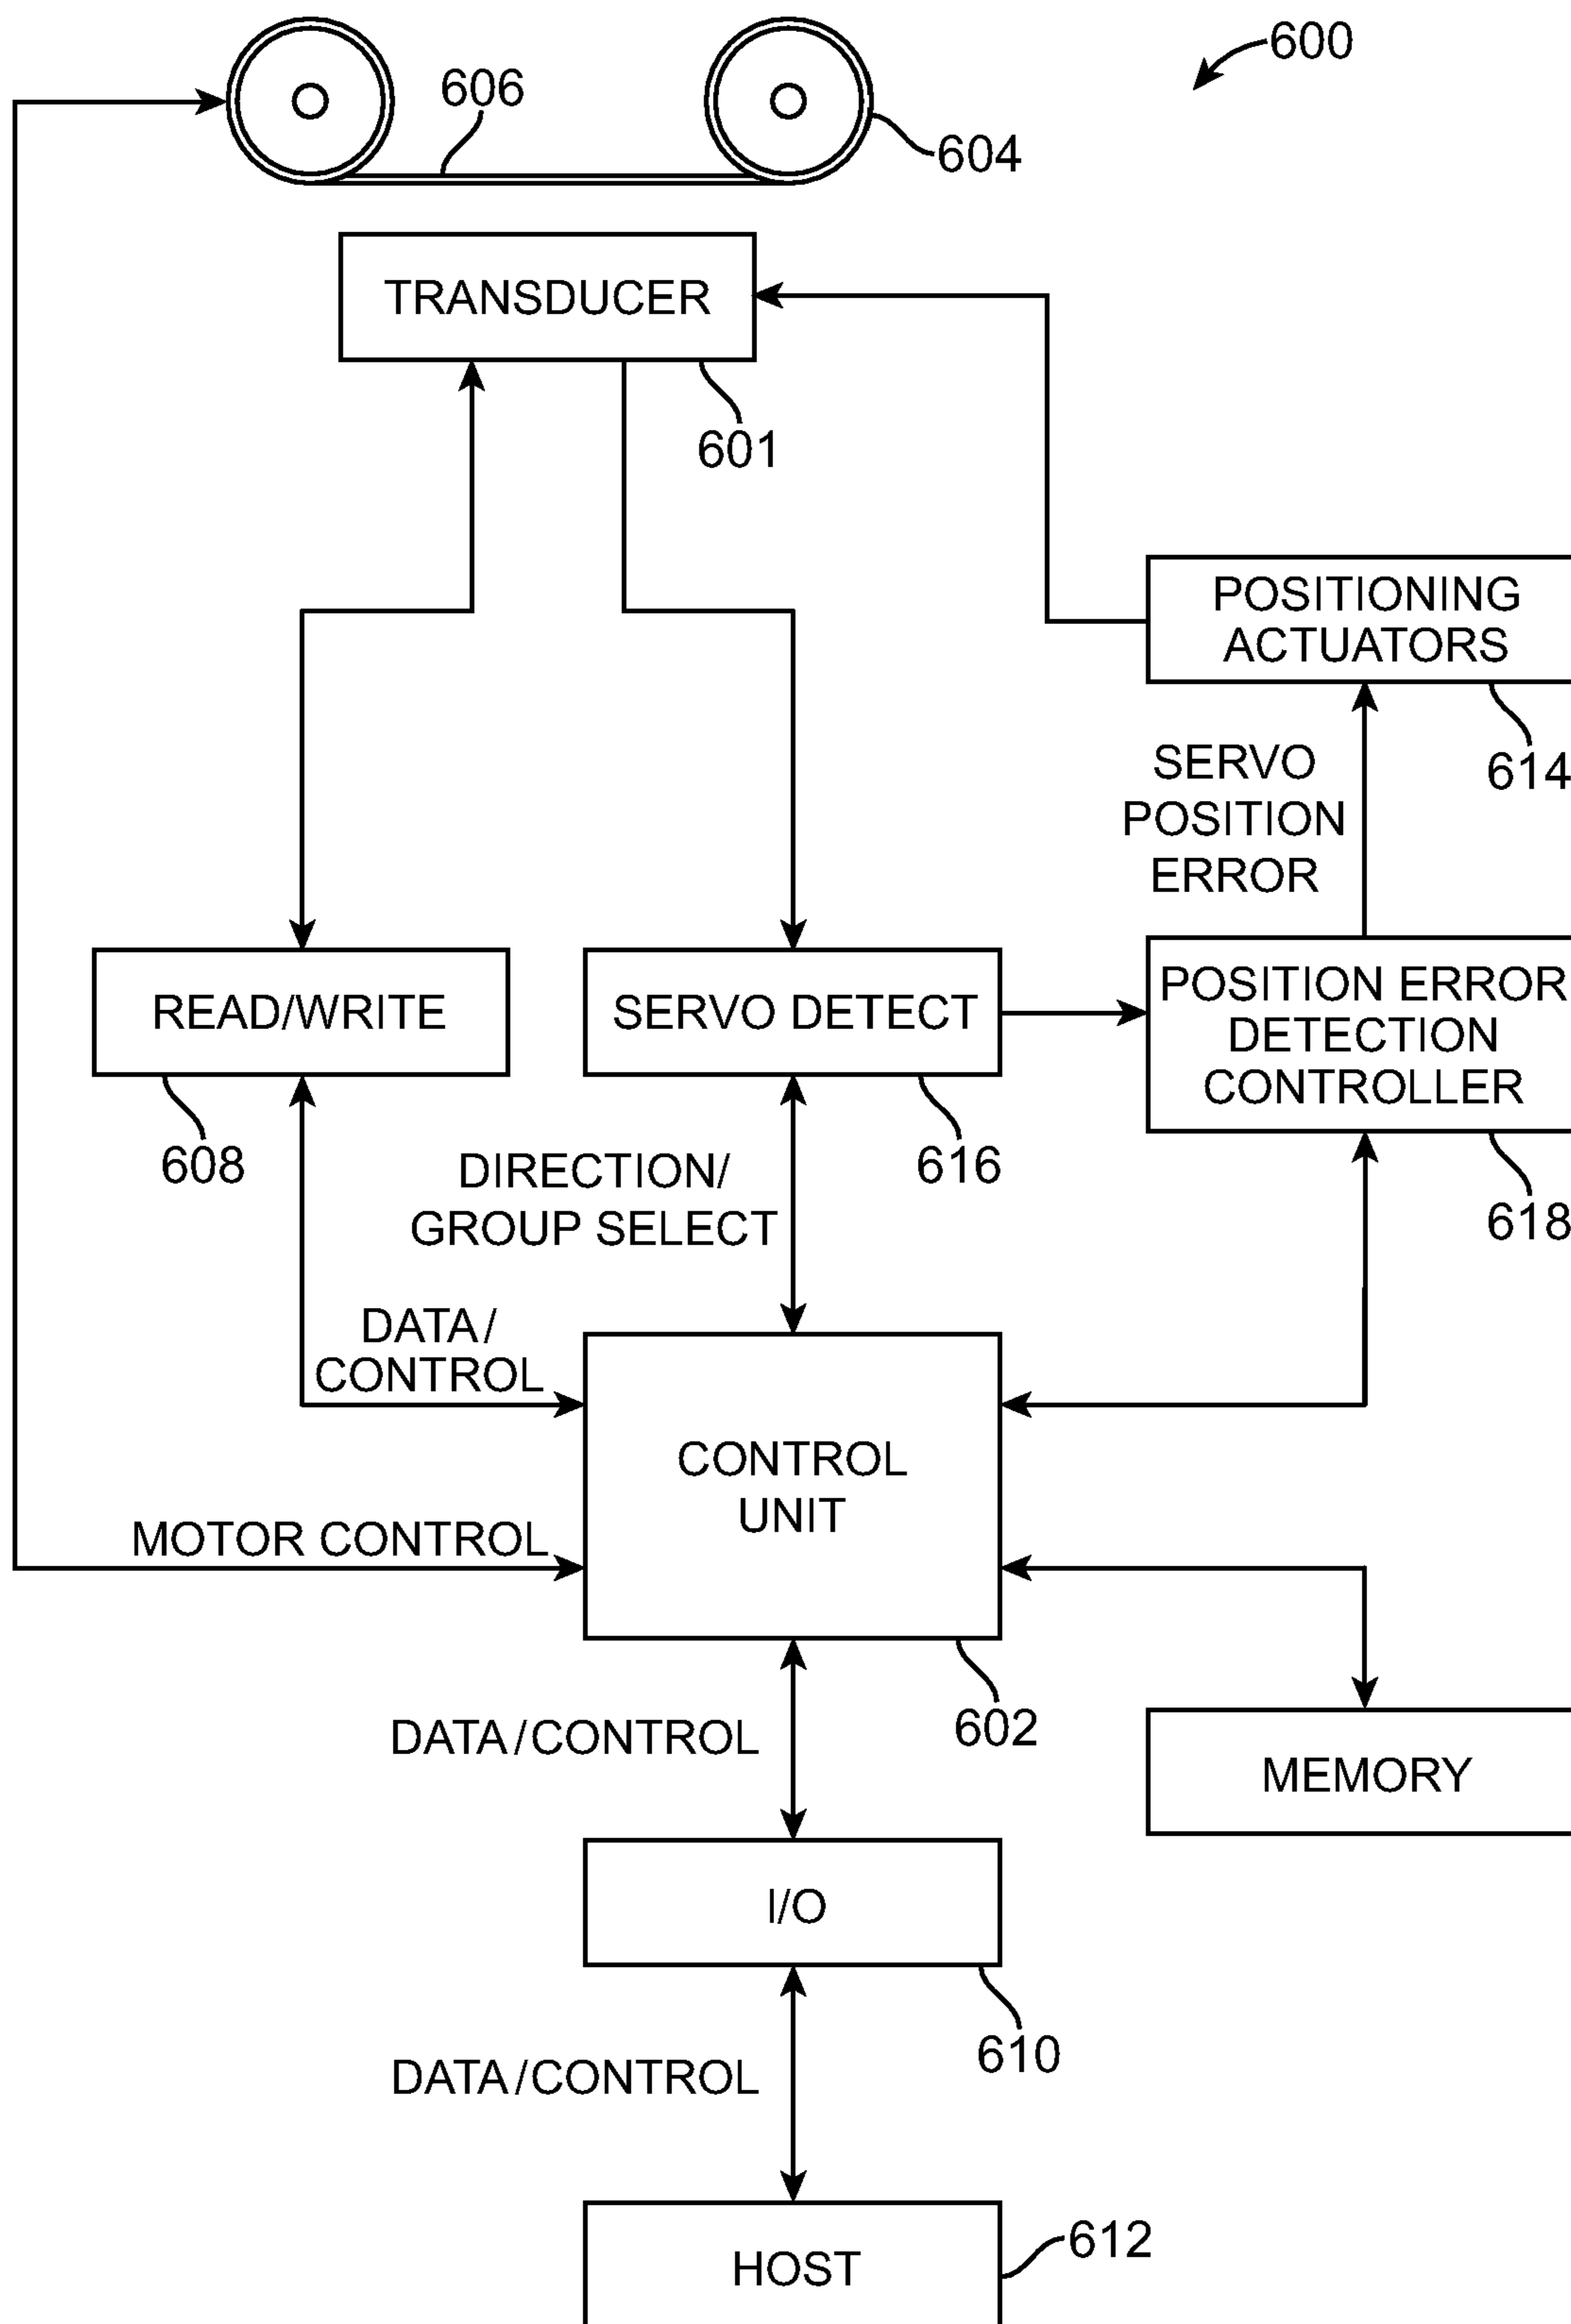 600
606
604
TRANSDUCER
601
POSITIONING
ACTUATORS
614
SERVO
POSITION
ERROR
READ/WRITE
608
SERVO DETECT
616
POSITION ERROR
DETECTION
CONTROLLER
618
DIRECTION/
GROUP SELECT
DATA/
CONTROL
MOTOR CONTROL
CONTROL
UNIT
602
MEMORY
DATA/CONTROL
I/O
610
DATA/CONTROL
HOST
612